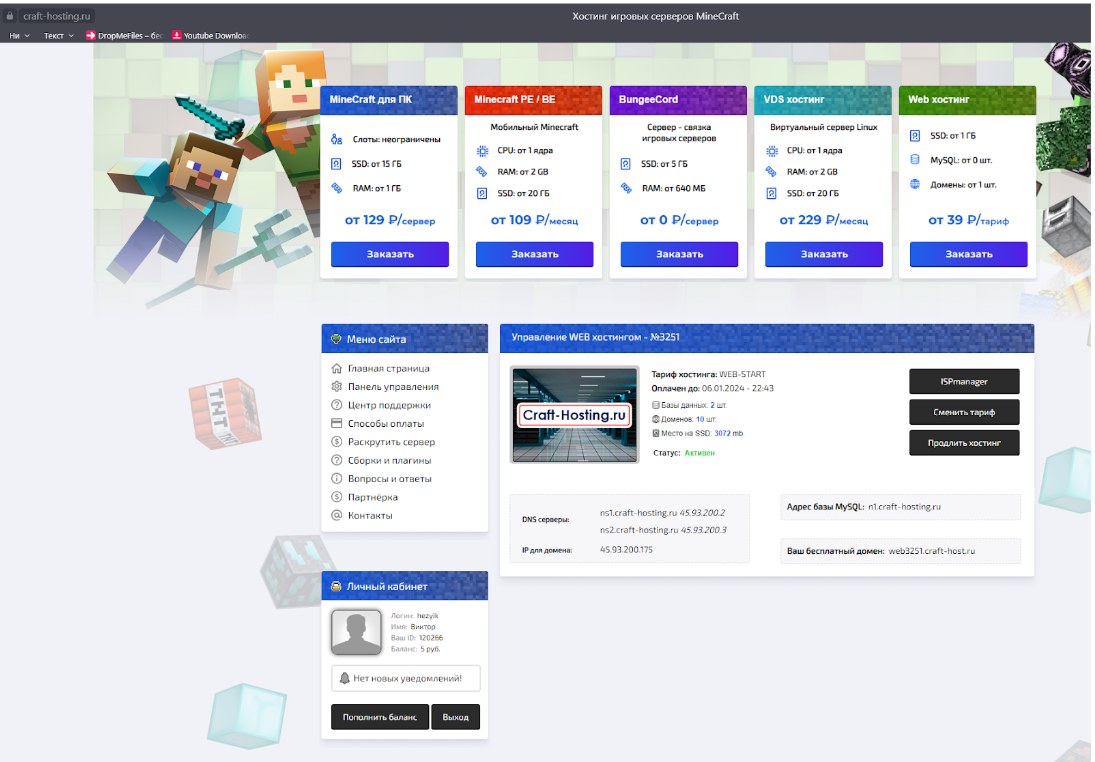 craft-hosting.ru
Хостинг игровых серверов MineCraft
Ни
Текст
DropMeFiles – бес
Youtube Downloa
MineCraft для ПК
Слоты: неограничены
SSD: от 15 ГБ
RAM: от 1 ГБ
от 129 ₽/сервер
Заказать
Minecraft PE / BE
Мобильный Minecraft
CPU: от 1 ядра
RAM: от 2 GB
SSD: от 20 ГБ
от 109 ₽/месяц
Заказать
BungeeCord
Сервер - связка
игровых серверов
SSD: от 5 ГБ
RAM: от 640 МБ
от 0 ₽/сервер
Заказать
VDS хостинг
Виртуальный сервер Linux
CPU: от 1 ядра
RAM: от 2 GB
SSD: от 20 ГБ
от 229 ₽/месяц
Заказать
Web хостинг
SSD: от 1 ГБ
MySQL: от 0 шт.
Домены: от 1 шт.
от 39 ₽/тариф
Заказать
TNT
Меню сайта
Главная страница
Панель управления
Центр поддержки
Способы оплаты
Раскрутить сервер
Сборки и плагины
Вопросы и ответы
Партнёрка
Контакты
Управление WEB хостингом - №3251
Craft-Hosting.ru
Тариф хостинга: WEB-START
Оплачен до: 06.01.2024 - 22:43
Базы данных: 2 шт.
Доменов: 10 шт.
Место на SSD: 3072 mb.
Статус: Активен
ISPmanager
Сменить тариф
Продлить хостинг
DNS серверы:
ns1.craft-hosting.ru 45.93.200.2
ns2.craft-hosting.ru 45.93.200.3
IP для домена: 45.93.200.175
Адрес базы MySQL: n1.craft-hosting.ru
Ваш бесплатный домен: web3251.craft-host.ru
Личный кабинет
Логин: hezyik
Имя: Виктор
Ваш ID: 120266
Баланс: 5 руб.
Нет новых уведомлений!
Пополнить баланс
Выход